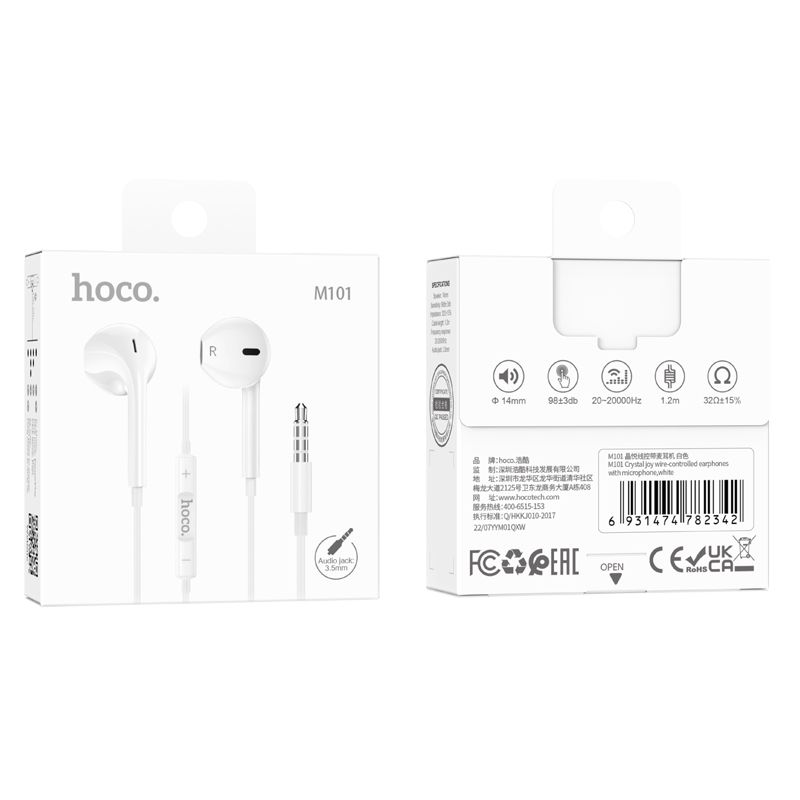 hoco.
M101
R
+
hoco.
−
Audio jack:
3.5mm
SPECIFICATIONS
Φ 14mm
98±3db
20~20000Hz
1.2m
32Ω±15%
品 牌:hoco.浩酷
监 制:深圳浩酷科技发展有限公司
地 址:深圳市龙华区龙华街道清华社区
梅龙大道2125号卫东龙商务大厦A栋408
网 址:www.hocotech.com
服务热线:400-6515-153
执行标准:Q/HKKJ010-2017
22/07YYM01QXW
M101 晶悦线控带麦耳机 白色
M101 Crystal joy wire-controlled earphones
with microphone,white
6 931474 782342
FC EAC
OPEN
CE RoHS UKCA